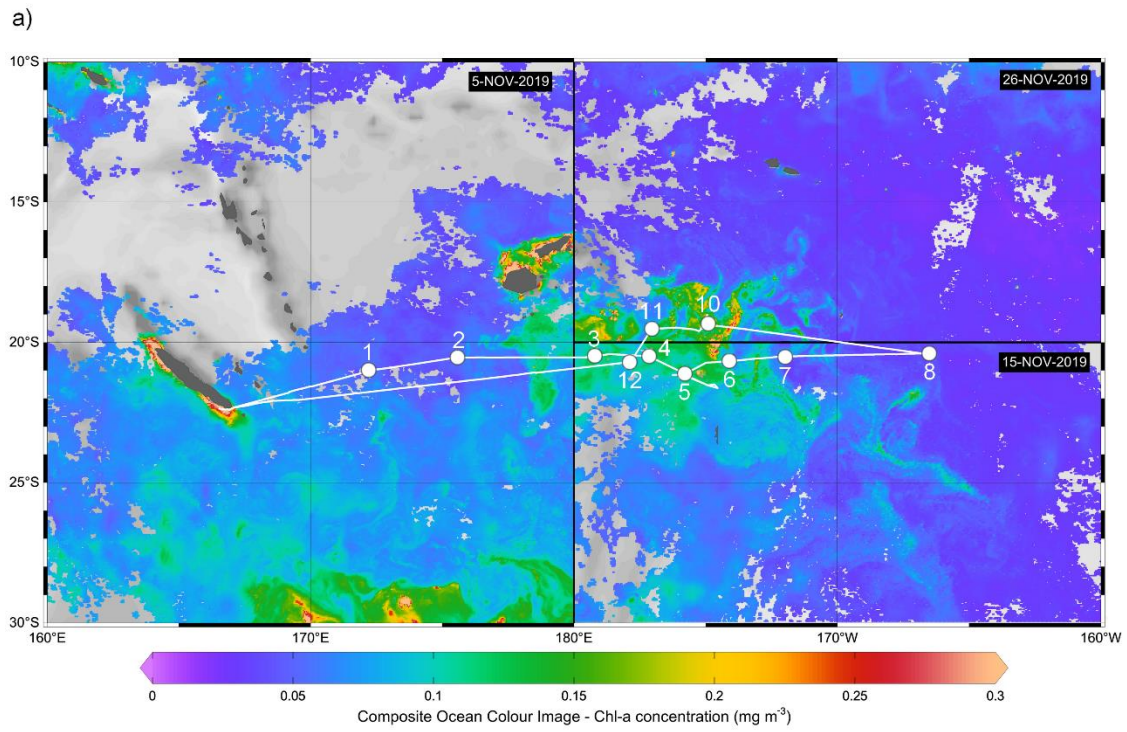 a)
10°S
5-NOV-2019
26-NOV-2019
15°S
11
10
20°S
1
2
3
4
15-NOV-2019
12
5
6
7
8
25°S
30°S
160°E
170°E
180°E
170°W
160°W
0
0.05
0.1
0.15
0.2
0.25
0.3
Composite Ocean Colour Image - Chl-a concentration (mg m⁻³)